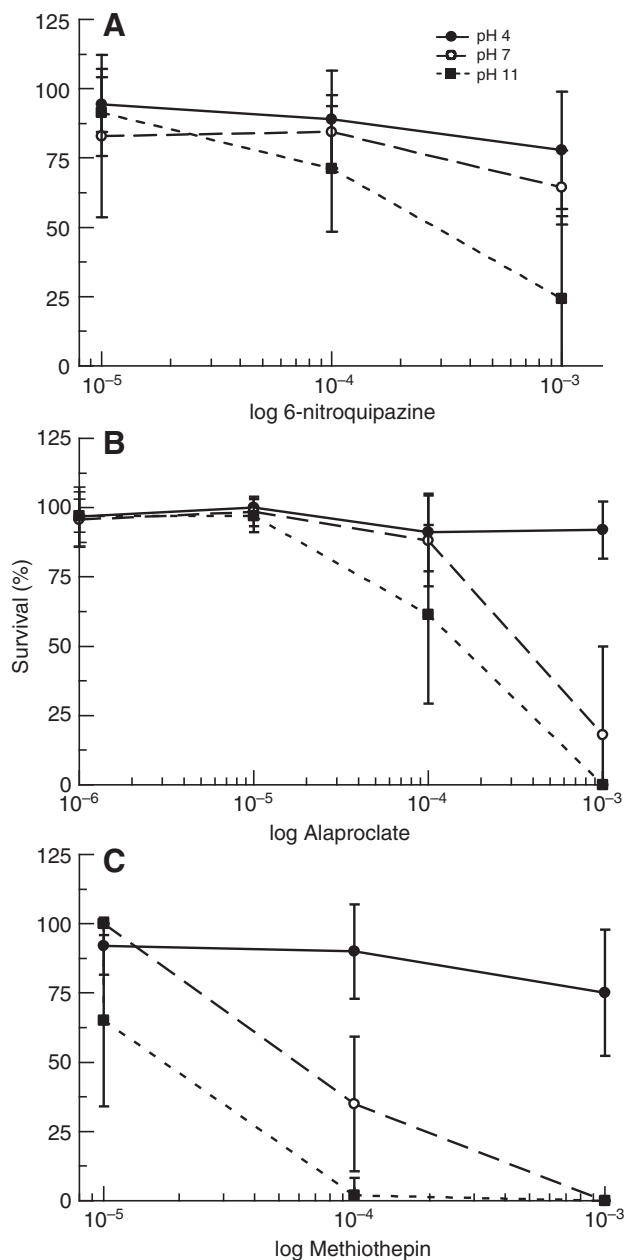 A
125
100
75
50
25
0
pH 4
pH 7
pH 11
10⁻⁵ 10⁻⁴ 10⁻³
log 6-nitroquipazine
B
125
100
75
50
25
0
Survival (%)
10⁻⁶ 10⁻⁵ 10⁻⁴ 10⁻³
log Alaproclate
C
125
100
75
50
25
0
10⁻⁵ 10⁻⁴ 10⁻³
log Methiothepin